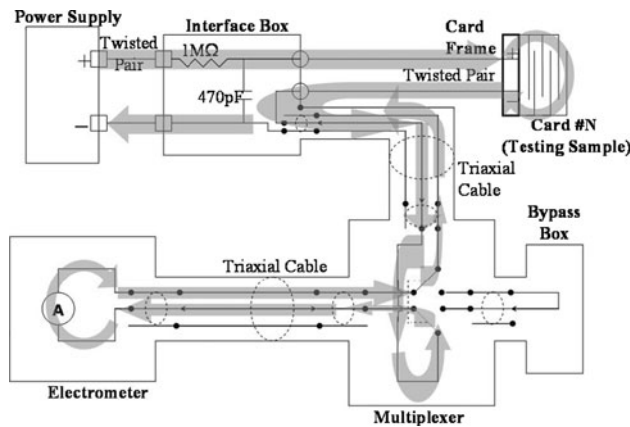 Power Supply
Interface Box
Card
Frame
Twisted
Pair
1MΩ
+
+
Twisted Pair
470pF
−
−
Card #N
(Testing Sample)
Triaxial
Cable
Bypass
Box
Triaxial Cable
A
Electrometer
Multiplexer